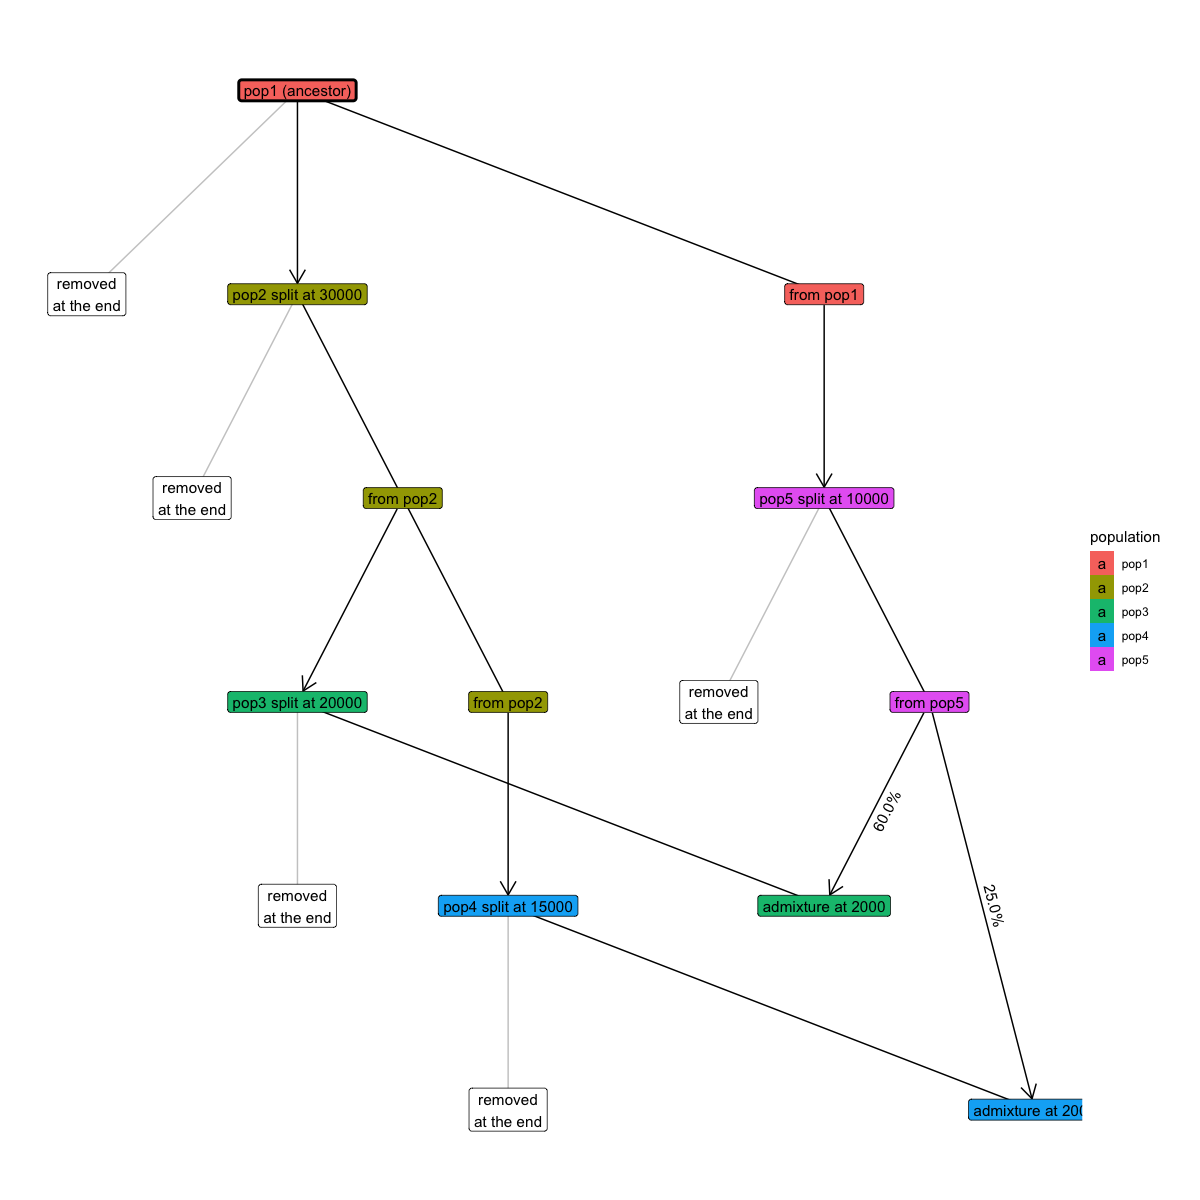 pop1 (ancestor)
removed
at the end
pop2 split at 30000
from pop1
removed
at the end
from pop2
pop5 split at 10000
population
a pop1
a pop2
a pop3
a pop4
a pop5
pop3 split at 20000
from pop2
removed
at the end
from pop5
60.0%
25.0%
removed
at the end
pop4 split at 15000
admixture at 2000
removed
at the end
admixture at 200